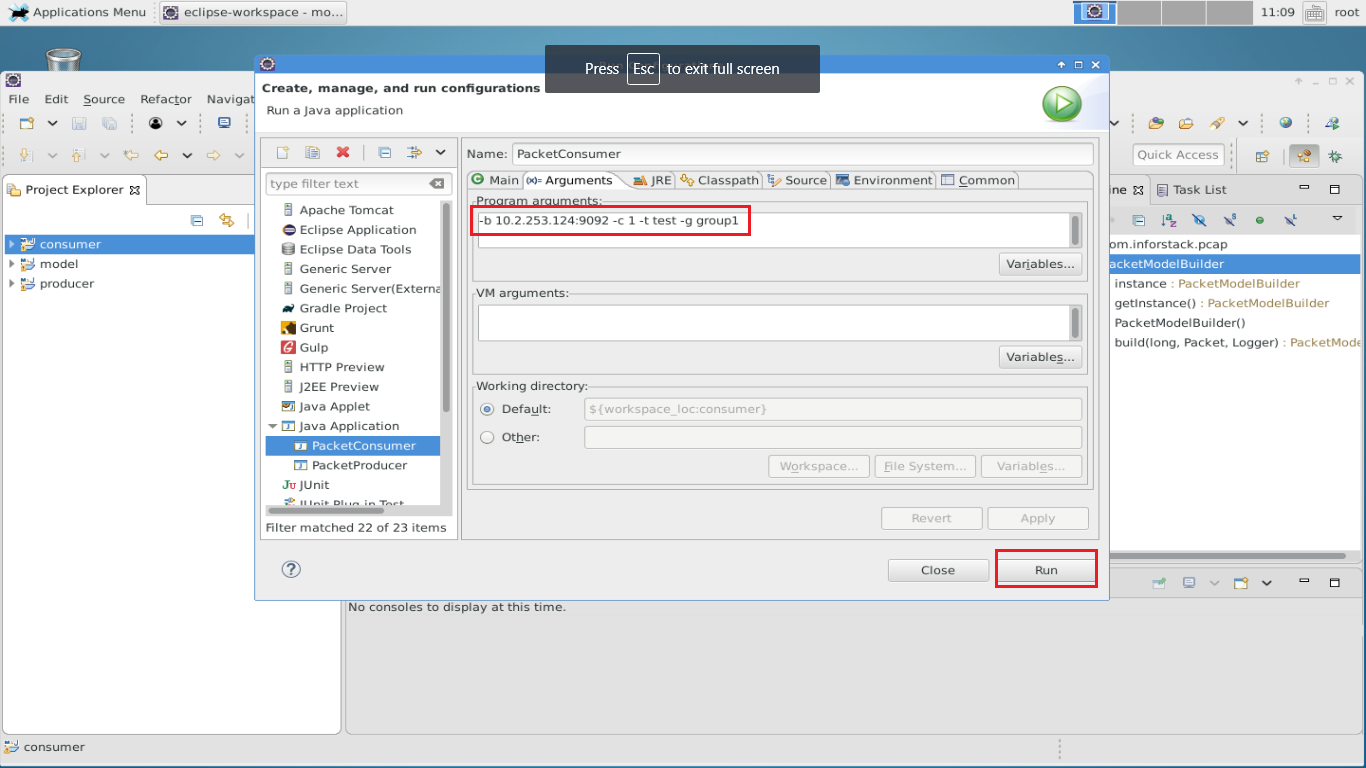 Applications Menu
eclipse-workspace - mo...
11:09
root
Press Esc to exit full screen
File Edit Source Refactor Navigat
Create, manage, and run configurations
Run a Java application
Quick Access
Project Explorer
consumer
model
producer
type filter text
Apache Tomcat
Eclipse Application
Eclipse Data Tools
Generic Server
Generic Server(Externa
Gradle Project
Grunt
Gulp
HTTP Preview
J2EE Preview
Java Applet
Java Application
PacketConsumer
PacketProducer
JUnit
JUnit Plug-in Test
Filter matched 22 of 23 items
Name: PacketConsumer
Main (x)= Arguments JRE Classpath Source Environment Common
Program arguments:
-b 10.2.253.124:9092 -c 1 -t test -g group1
Variables...
VM arguments:
Variables...
Working directory:
Default: ${workspace_loc:consumer}
Other:
Workspace... File System... Variables...
Revert Apply
Close Run
ine Task List
om.inforstack.pcap
acketModelBuilder
instance : PacketModelBuilder
getInstance() : PacketModelBuilder
PacketModelBuilder()
build(long, Packet, Logger) : PacketMode
No consoles to display at this time.
consumer